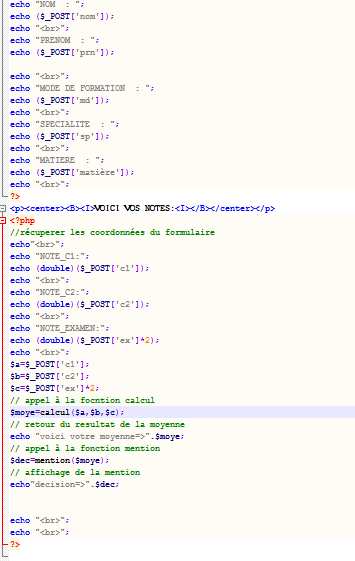 echo "NOM  : ";
echo ($_POST['nom']);
echo "<br>";
echo "PRENOM  : ";
echo ($_POST['prn']);
echo "<br>";
echo "MODE DE FORMATION  : ";
echo ($_POST['md']);
echo "<br>";
echo "SPECIALITE  : ";
echo ($_POST['sp']);
echo "<br>";
echo "MATIERE  : ";
echo ($_POST['matière']);
echo "<br>";
?>
<p><center><B><I>VOICI VOS NOTES:<I></B></center></p>
<?php
//récuperer les coordonnées du formulaire
echo"<br>";
echo "NOTE_C1:";
echo (double)($_POST['c1']);
echo "<br>";
echo "NOTE_C2:";
echo (double)($_POST['c2']);
echo "<br>";
echo "NOTE_EXAMEN:";
echo (double)($_POST['ex']*2);
echo "<br>";
$a=$_POST['c1'];
$b=$_POST['c2'];
$c=$_POST['ex']*2;
// appel à la focntion calcul
$moye=calcul($a,$b,$c);
// retour du resultat de la moyenne
echo "voici votre moyenne=>".$moye;
// appel à la fonction mention
$dec=mention($moye);
// affichage de la mention
echo"decision=>".$dec;
echo "<br>";
echo "<br>";
?>